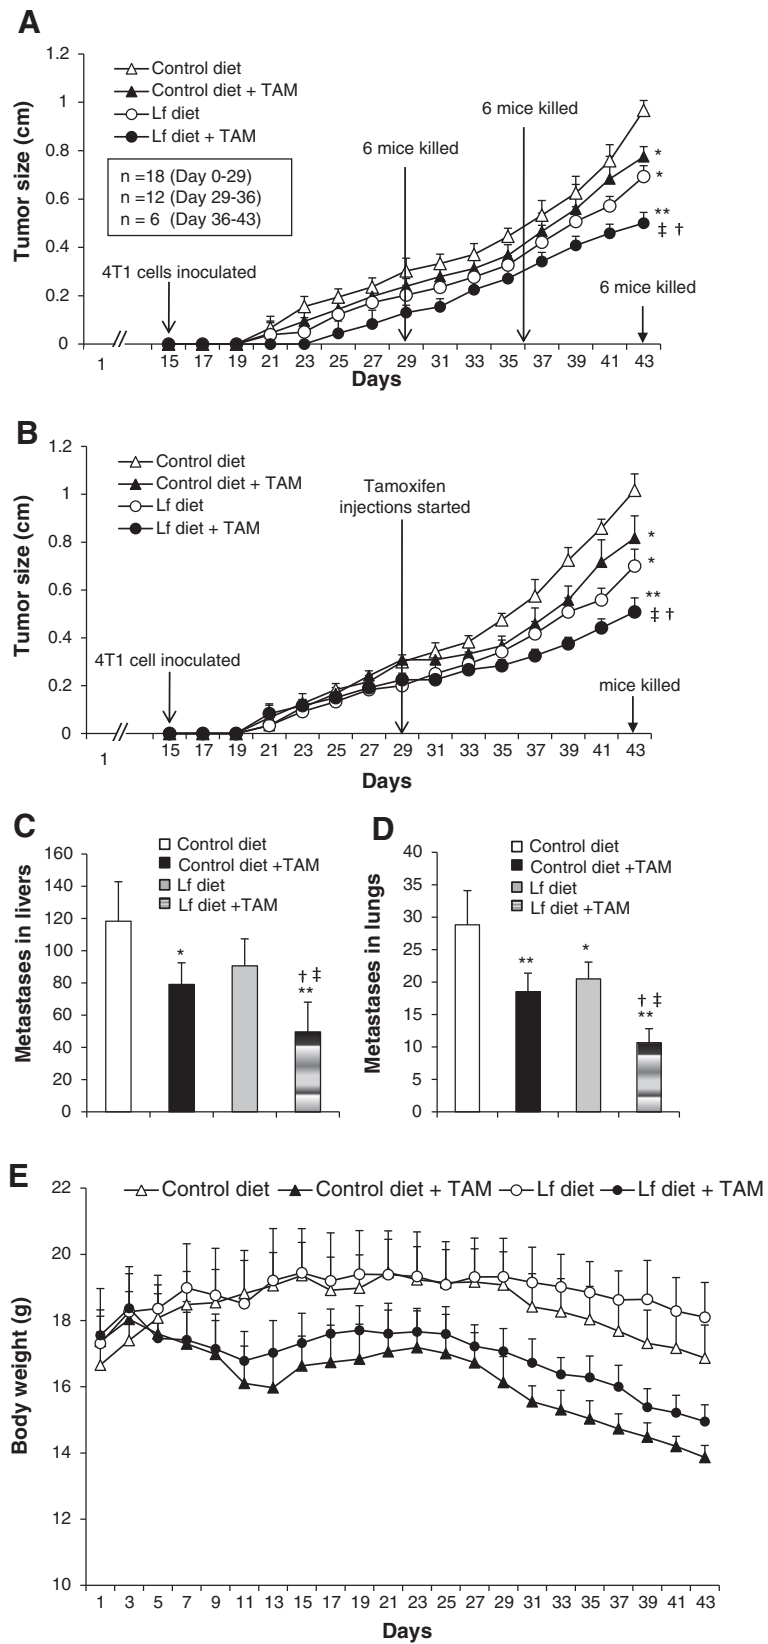 A
1.2
1
0.8
0.6
0.4
0.2
0
Tumor size (cm)
Control diet
Control diet + TAM
Lf diet
Lf diet + TAM
n =18 (Day 0-29)
n =12 (Day 29-36)
n = 6 (Day 36-43)
4T1 cells inoculated
6 mice killed
6 mice killed
6 mice killed
*
*
**
‡ †
1 15 17 19 21 23 25 27 29 31 33 35 37 39 41 43
Days
B
1.2
1
0.8
0.6
0.4
0.2
0
Tumor size (cm)
Control diet
Control diet + TAM
Lf diet
Lf diet + TAM
Tamoxifen
injections started
4T1 cell inoculated
mice killed
*
*
**
‡ †
1 15 17 19 21 23 25 27 29 31 33 35 37 39 41 43
Days
C
160
140
120
100
80
60
40
20
0
Metastases in livers
Control diet
Control diet +TAM
Lf diet
Lf diet +TAM
*
† ‡
**
D
40
35
30
25
20
15
10
5
0
Metastases in lungs
Control diet
Control diet +TAM
Lf diet
Lf diet +TAM
**
*
† ‡
**
E
22
20
18
16
14
12
10
Body weight (g)
Control diet Control diet + TAM Lf diet Lf diet + TAM
1 3 5 7 9 11 13 15 17 19 21 23 25 27 29 31 33 35 37 39 41 43
Days